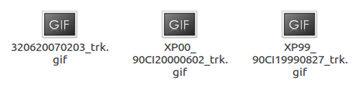 GIF GIF GIF
320620070203_trk. XP00_ XP99_
gif 90CI20000602_trk. 90CI19990827_trk.
gif gif